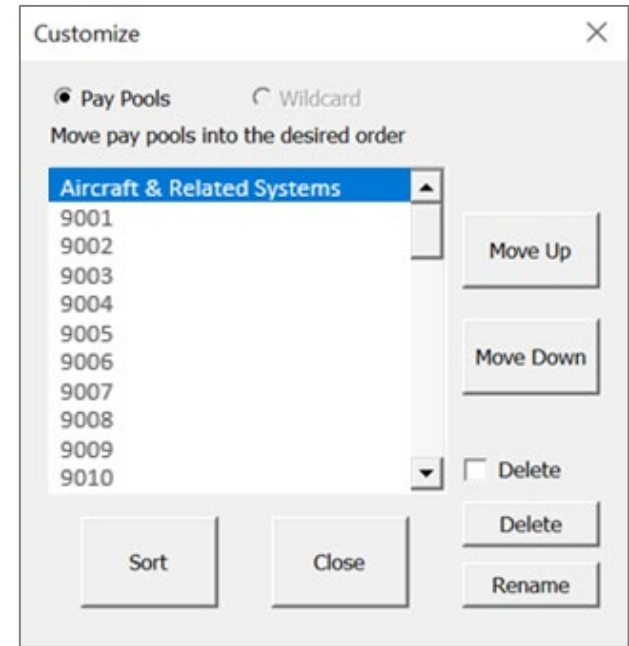 Customize
Pay Pools
Wildcard
Move pay pools into the desired order
Aircraft & Related Systems
9001
9002
9003
9004
9005
9006
9007
9008
9009
9010
Move Up
Move Down
Delete
Delete
Rename
Sort
Close